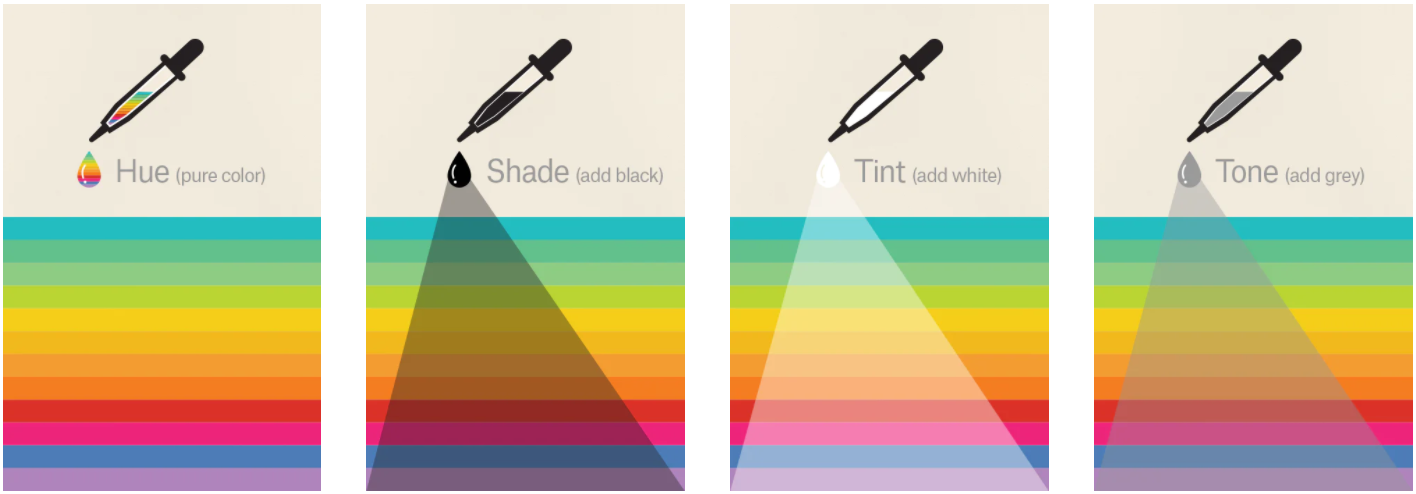 Hue (pure color)
Shade (add black)
Tint (add white)
Tone (add grey)